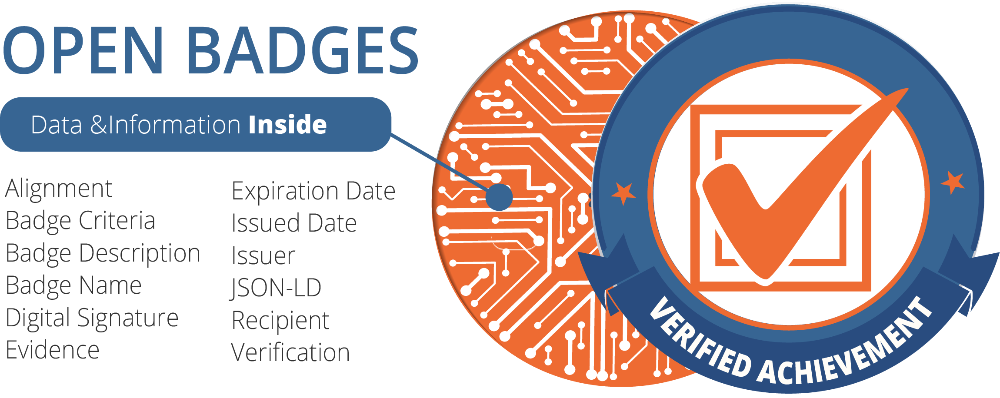 OPEN BADGES
Data &Information Inside
Alignment
Badge Criteria
Badge Description
Badge Name
Digital Signature
Evidence
Expiration Date
Issued Date
Issuer
JSON-LD
Recipient
Verification
VERIFIED ACHIEVEMENT